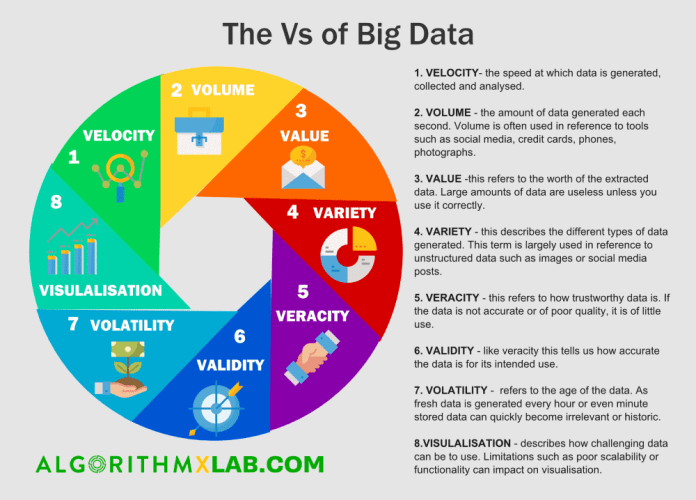 The Vs of Big Data
1
VELOCITY
2 VOLUME
3
VALUE
4 VARIETY
5
VERACITY
6
VALIDITY
7 VOLATILITY
8
VISULALISATION
ALGORITHMXLAB.COM
1. VELOCITY- the speed at which data is generated,
collected and analysed.
2. VOLUME - the amount of data generated each
second. Volume is often used in reference to tools
such as social media, credit cards, phones,
photographs.
3. VALUE -this refers to the worth of the extracted
data. Large amounts of data are useless unless you
use it correctly.
4. VARIETY - this describes the different types of data
generated. This term is largely used in reference to
unstructured data such as images or social media
posts.
5. VERACITY - this refers to how trustworthy data is. If
the data is not accurate or of poor quality, it is of little
use.
6. VALIDITY - like veracity this tells us how accurate
the data is for its intended use.
7. VOLATILITY - refers to the age of the data. As
fresh data is generated every hour or even minute
stored data can quickly become irrelevant or historic.
8.VISULALISATION - describes how challenging data
can be to use. Limitations such as poor scalability or
functionality can impact on visualisation.